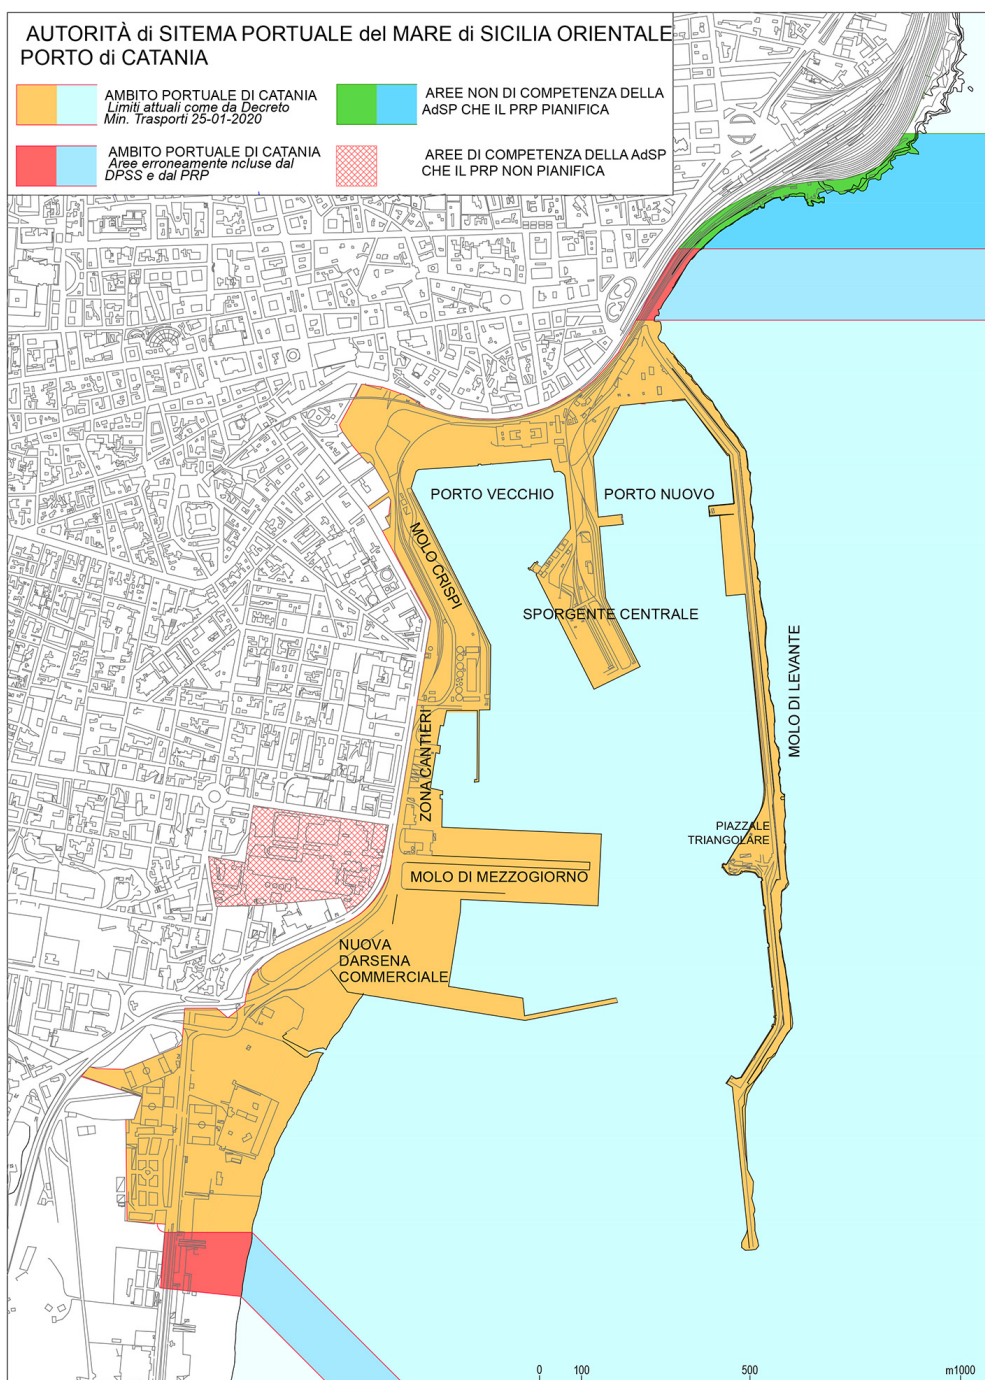 AUTORITÀ di SITEMA PORTUALE del MARE di SICILIA ORIENTALE
PORTO di CATANIA
AMBITO PORTUALE DI CATANIA
Limiti attuali come da Decreto
Min. Trasporti 25-01-2020
AREE NON DI COMPETENZA DELLA
AdSP CHE IL PRP PIANIFICA
AMBITO PORTUALE DI CATANIA
Aree erroneamente ncluse dal
DPSS e dal PRP
AREE DI COMPETENZA DELLA AdSP
CHE IL PRP NON PIANIFICA
PORTO VECCHIO
PORTO NUOVO
MOLO CRISPI
SPORGENTE CENTRALE
MOLO DI LEVANTE
ZONA CANTIERI
PIAZZALE
TRIANGOLARE
MOLO DI MEZZOGIORNO
NUOVA
DARSENA
COMMERCIALE
0 100 500 m1000